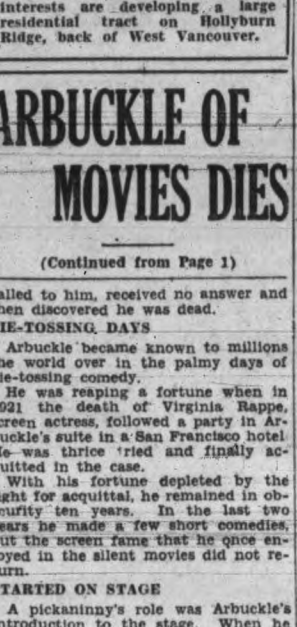 interests are developing a large
residential tract on Hollyburn
Ridge, back of West Vancouver.
ARBUCKLE OF
MOVIES DIES
(Continued from Page 1)
alled to him, received no answer and
hen discovered he was dead.
IE-TOSSING DAYS
Arbuckle became known to millions
he world over in the palmy days of
ie-tossing comedy.
He was reaping a fortune when in
921 the death of Virginia Rappe,
creen actress, followed a party in Ar-
uckle's suite in a San Francisco hotel
e was thrice tried and finally ac-
uitted in the case.
With his fortune depleted by the
ight for acquittal, he remained in ob-
curity ten years. In the last two
ears he made a few short comedies,
ut the screen fame that he once en-
oyed in the silent movies did not re-
urn.
TARTED ON STAGE
A pickaninny's role was Arbuckle's
ntroduction to the stage. When he